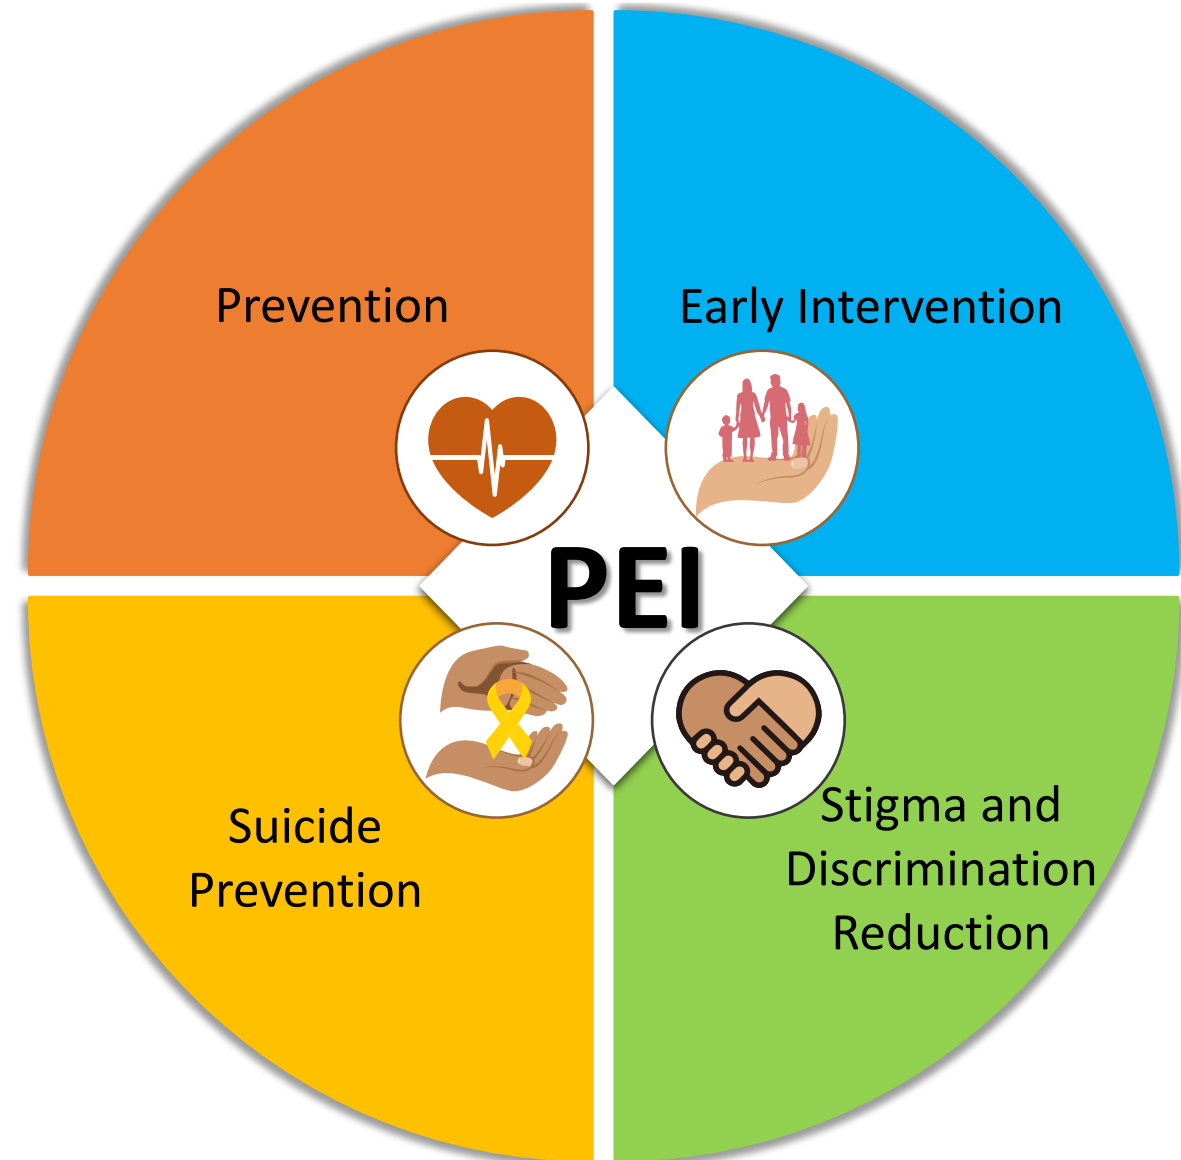 Prevention
Early Intervention
PEI
Suicide
Prevention
Stigma and
Discrimination
Reduction